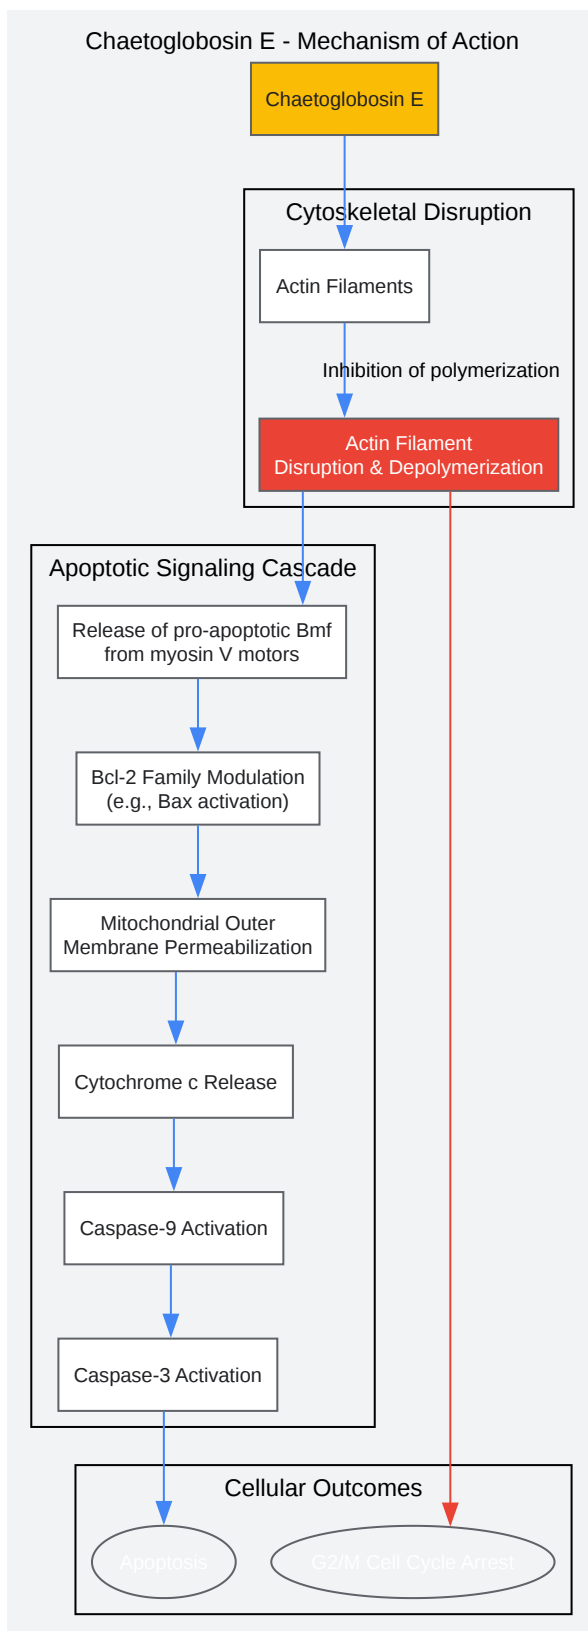 Chaetoglobosin E - Mechanism of Action
Chaetoglobosin E
Cytoskeletal Disruption
Actin Filaments
Inhibition of polymerization
Actin Filament
Disruption & Depolymerization
Apoptotic Signaling Cascade
Release of pro-apoptotic Bmf
from myosin V motors
Bcl-2 Family Modulation
(e.g., Bax activation)
Mitochondrial Outer
Membrane Permeabilization
Cytochrome c Release
Caspase-9 Activation
Caspase-3 Activation
Cellular Outcomes
Apoptosis
G2/M Cell Cycle Arrest